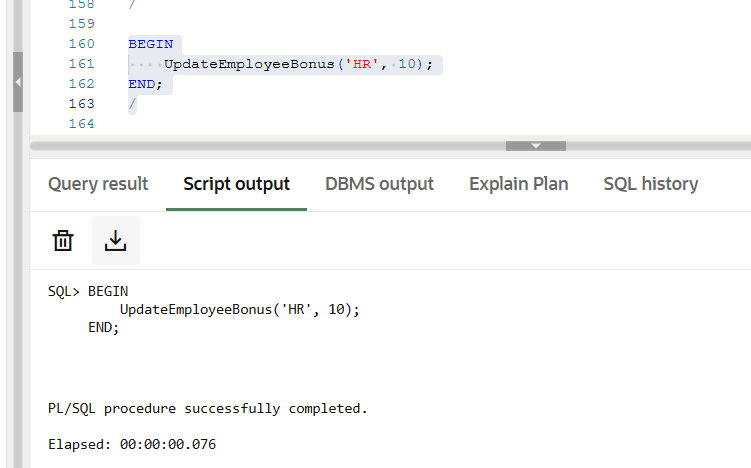 158 /
159
160 BEGIN
161     UpdateEmployeeBonus('HR', 10);
162 END;
163 /
164
Query result Script output DBMS output Explain Plan SQL history
SQL> BEGIN
         UpdateEmployeeBonus('HR', 10);
     END;
PL/SQL procedure successfully completed.
Elapsed: 00:00:00.076